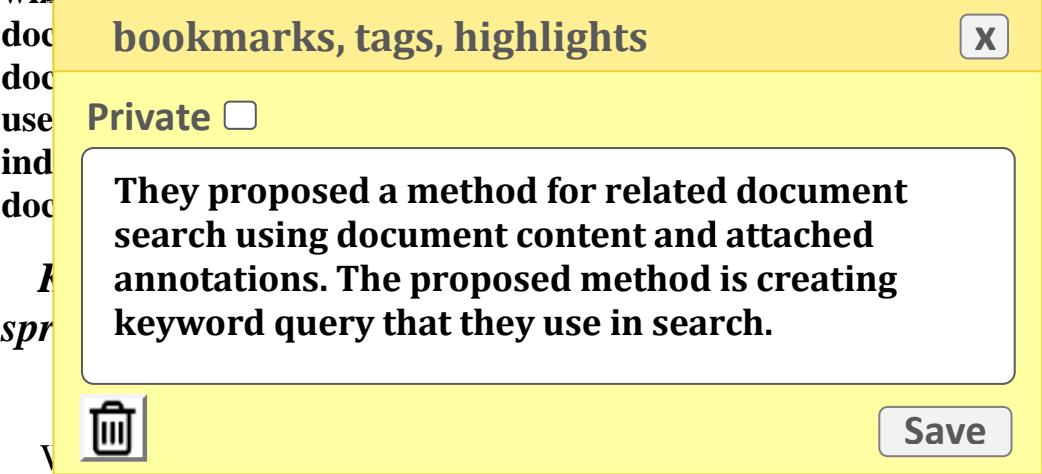 bookmarks, tags, highlights
X
Private
They proposed a method for related document
search using document content and attached
annotations. The proposed method is creating
keyword query that they use in search.
Save